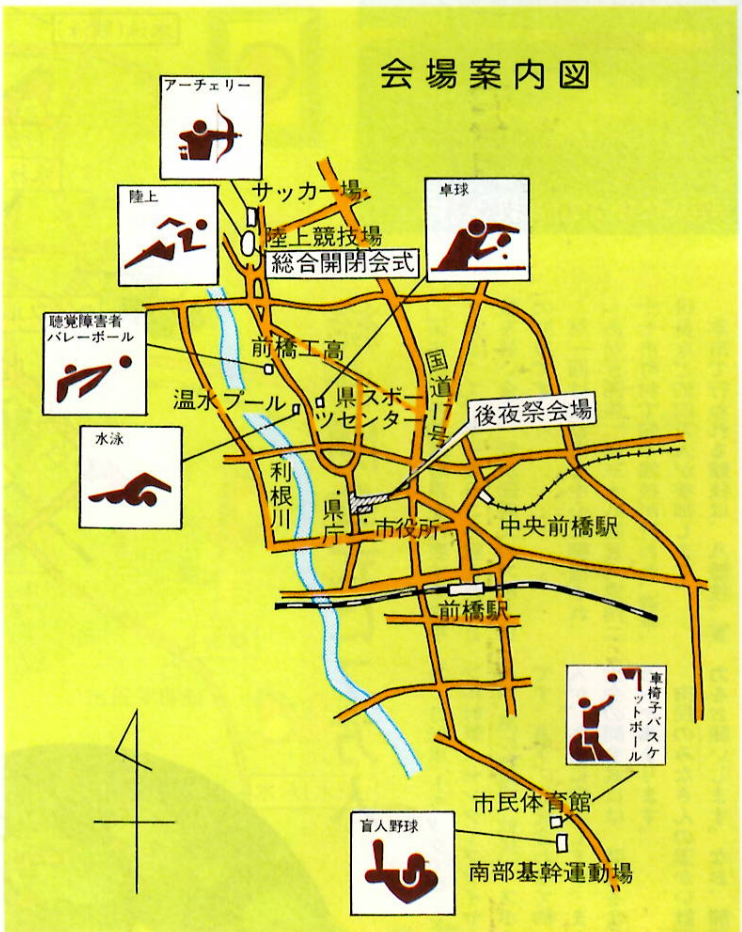 会場案内図
アーチェリー
サッカー場
陸上
卓球
陸上競技場
総合開閉会式
聴覚障害者
バレーボール
前橋工高
国道17号
温水プール
県スポー
ツセンター
後夜祭会場
水泳
利根川
県庁
市役所
中央前橋駅
前橋駅
車椅子バスケ
ットボール
市民体育館
盲人野球
南部基幹運動場